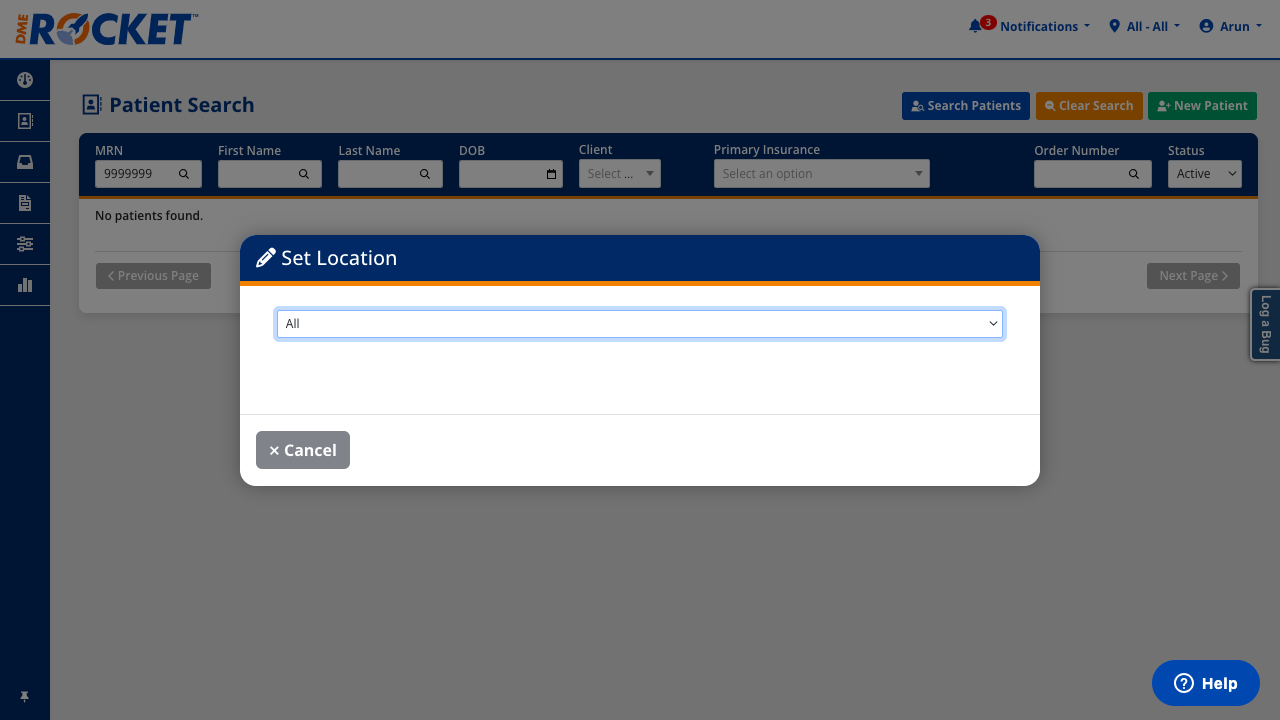 DME ROCKET™
3 Notifications All - All Arun
Patient Search
Search Patients Clear Search New Patient
MRN First Name Last Name DOB Client Primary Insurance Order Number Status
9999999 Select ... Select an option Active
No patients found.
Set Location
Previous Page Next Page
All
Log a Bug
× Cancel
Help